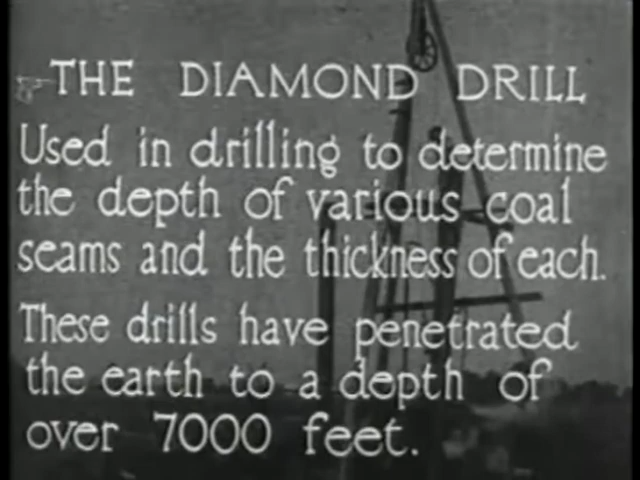 THE DIAMOND DRILL
Used in drilling to determine
the depth of various coal
seams and the thickness of each.
These drills have penetrated
the earth to a depth of
over 7000 feet.